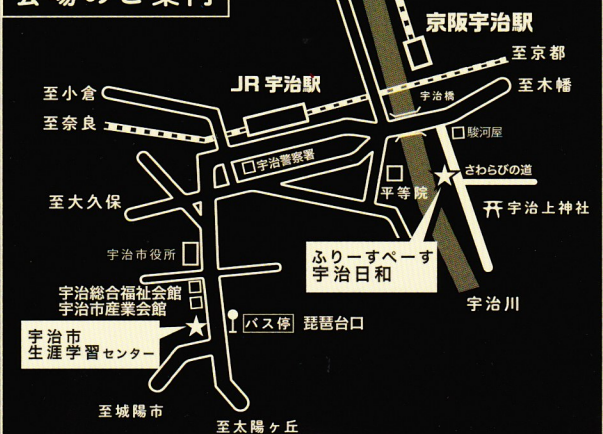 会場のご案内
京阪宇治駅
至京都
JR宇治駅
至木幡
至小倉
宇治橋
至奈良
駿河屋
宇治警察署
さわらびの道
平等院
至大久保
宇治上神社
宇治市役所
ふりーすぺーす
宇治日和
宇治川
宇治総合福祉会館
宇治市産業会館
バス停 琵琶台口
宇治市
生涯学習センター
至城陽市
至太陽ヶ丘